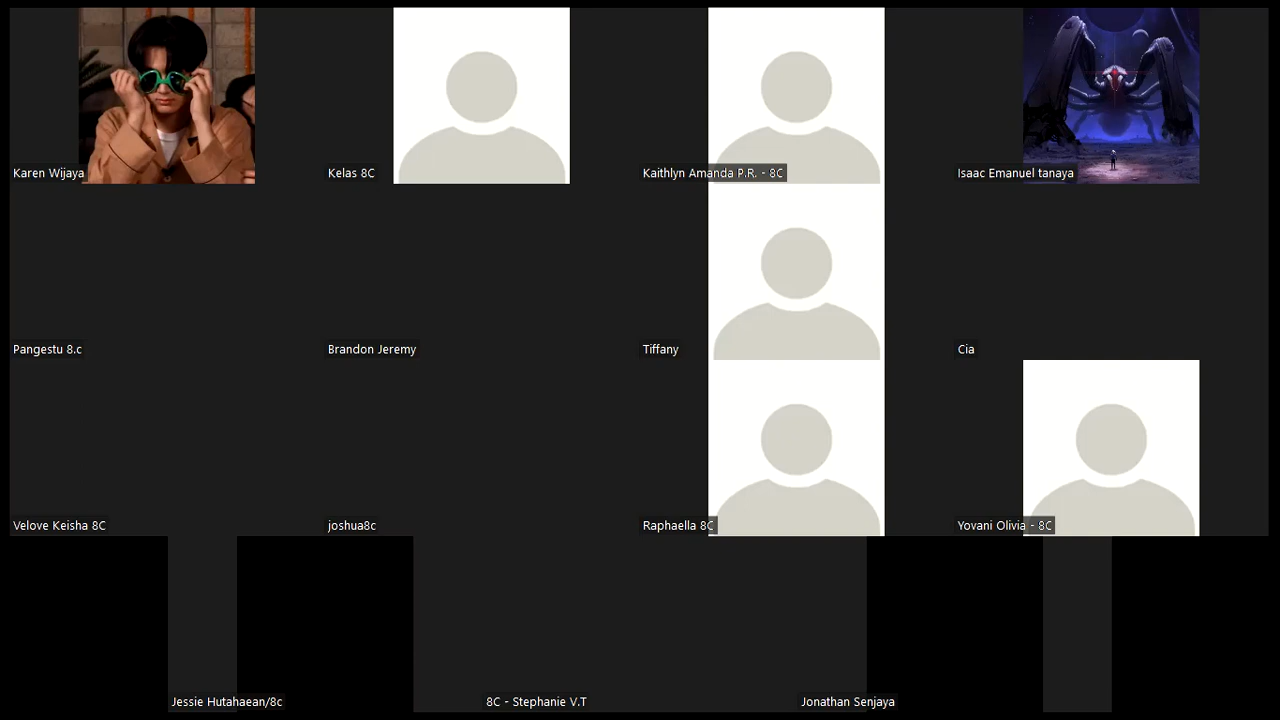 Karen Wijaya
Kelas 8C
Kaithlyn Amanda P.R. - 8C
Isaac Emanuel tanaya
Pangestu 8.c
Brandon Jeremy
Tiffany
Cia
Velove Keisha 8C
joshua8c
Raphaella 8C
Yovani Olivia - 8C
Jessie Hutahaean/8c
8C - Stephanie V.T
Jonathan Senjaya